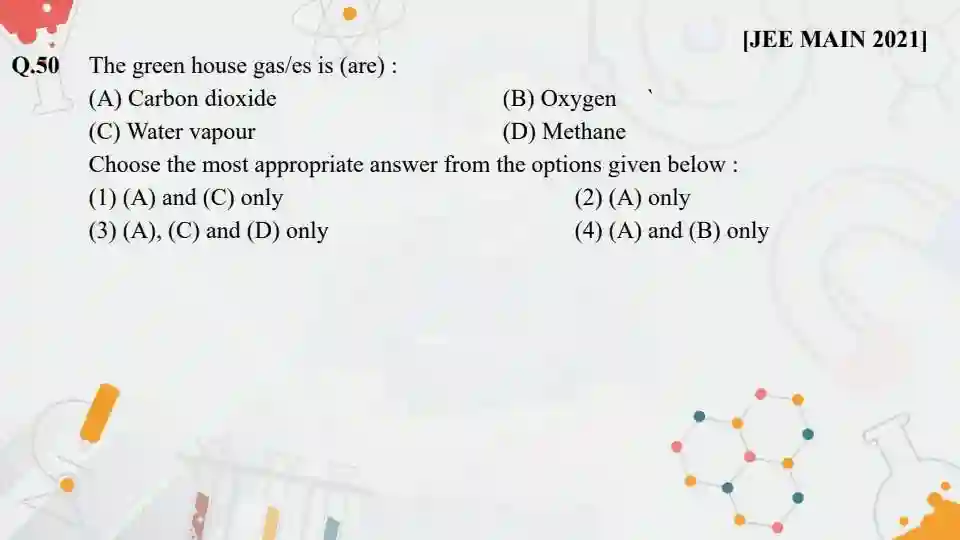 [JEE MAIN 2021]
Q.50 The green house gas/es is (are) :
(A) Carbon dioxide (B) Oxygen `
(C) Water vapour (D) Methane
Choose the most appropriate answer from the options given below :
(1) (A) and (C) only (2) (A) only
(3) (A), (C) and (D) only (4) (A) and (B) only